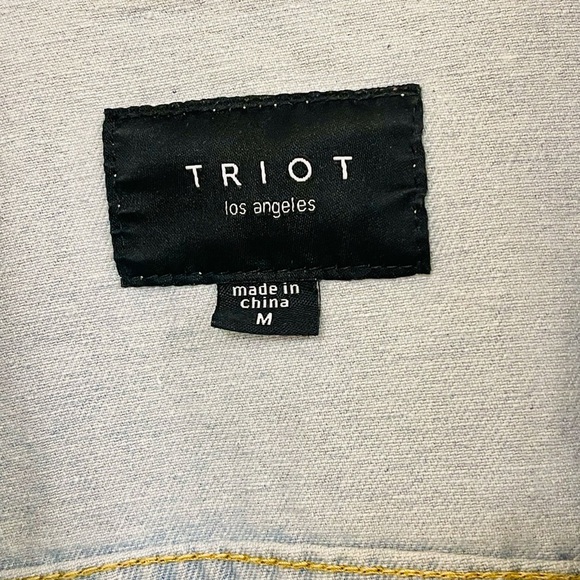 TRIOT
los angeles
made in
china
M